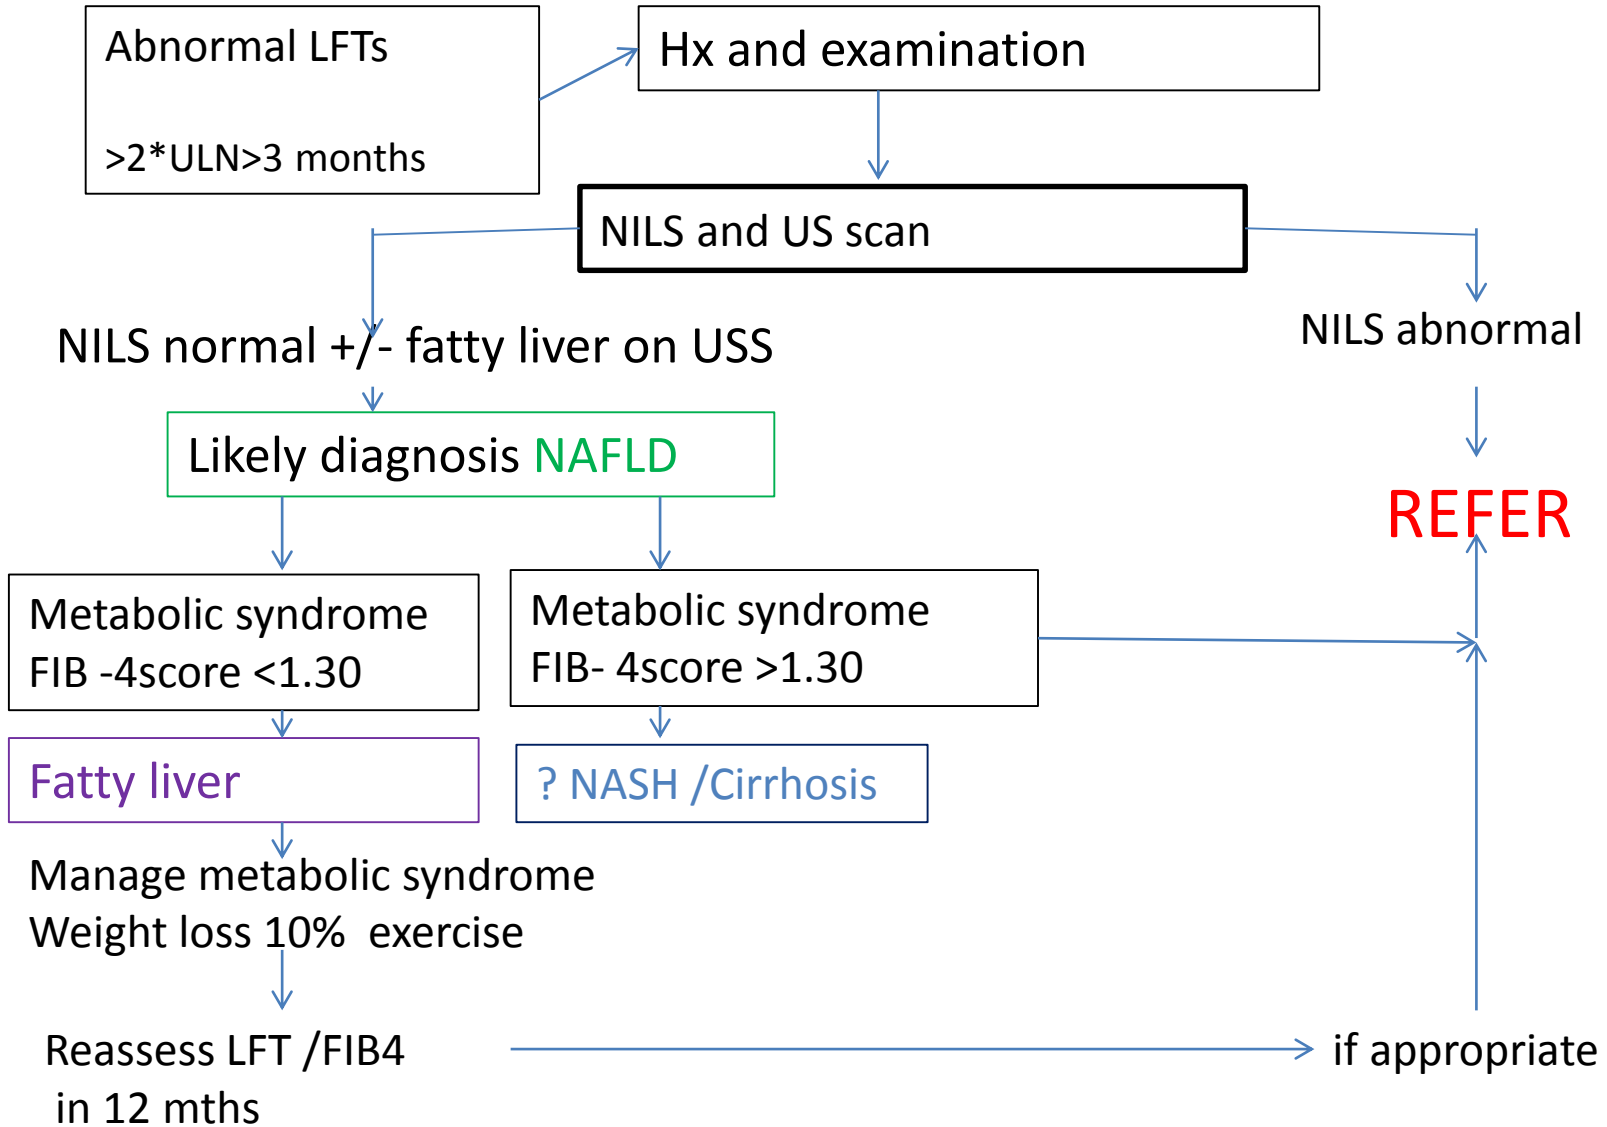 Abnormal LFTs
>2*ULN>3 months
Hx and examination
NILS and US scan
NILS normal +/- fatty liver on USS
NILS abnormal
Likely diagnosis NAFLD
REFER
Metabolic syndrome
FIB -4score <1.30
Metabolic syndrome
FIB- 4score >1.30
Fatty liver
? NASH /Cirrhosis
Manage metabolic syndrome
Weight loss 10%  exercise
Reassess LFT /FIB4
in 12 mths
if appropriate